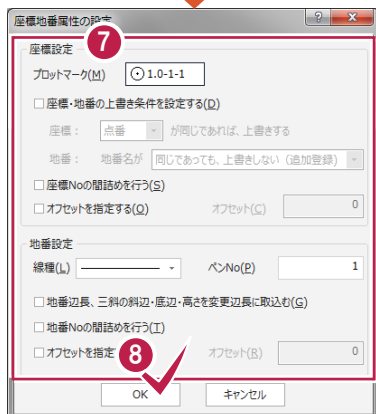 座標地番属性の設定
7
座標設定
プロットマーク(M) 1.0-1-1
座標・地番の上書き条件を設定する(D)
座標： 点番 が同じであれば、上書きする
地番： 地番名が 同じであっても、上書きしない（追加登録）
座標Noの間詰めを行う(S)
オフセットを指定する(O) オフセット(C) 0
地番設定
線種(L) ペンNo(P) 1
地番辺長、三斜の斜辺・底辺・高さを変更辺長に取込む(G)
地番Noの間詰めを行う(T)
オフセットを指定 オフセット(R) 0
8
OK キャンセル